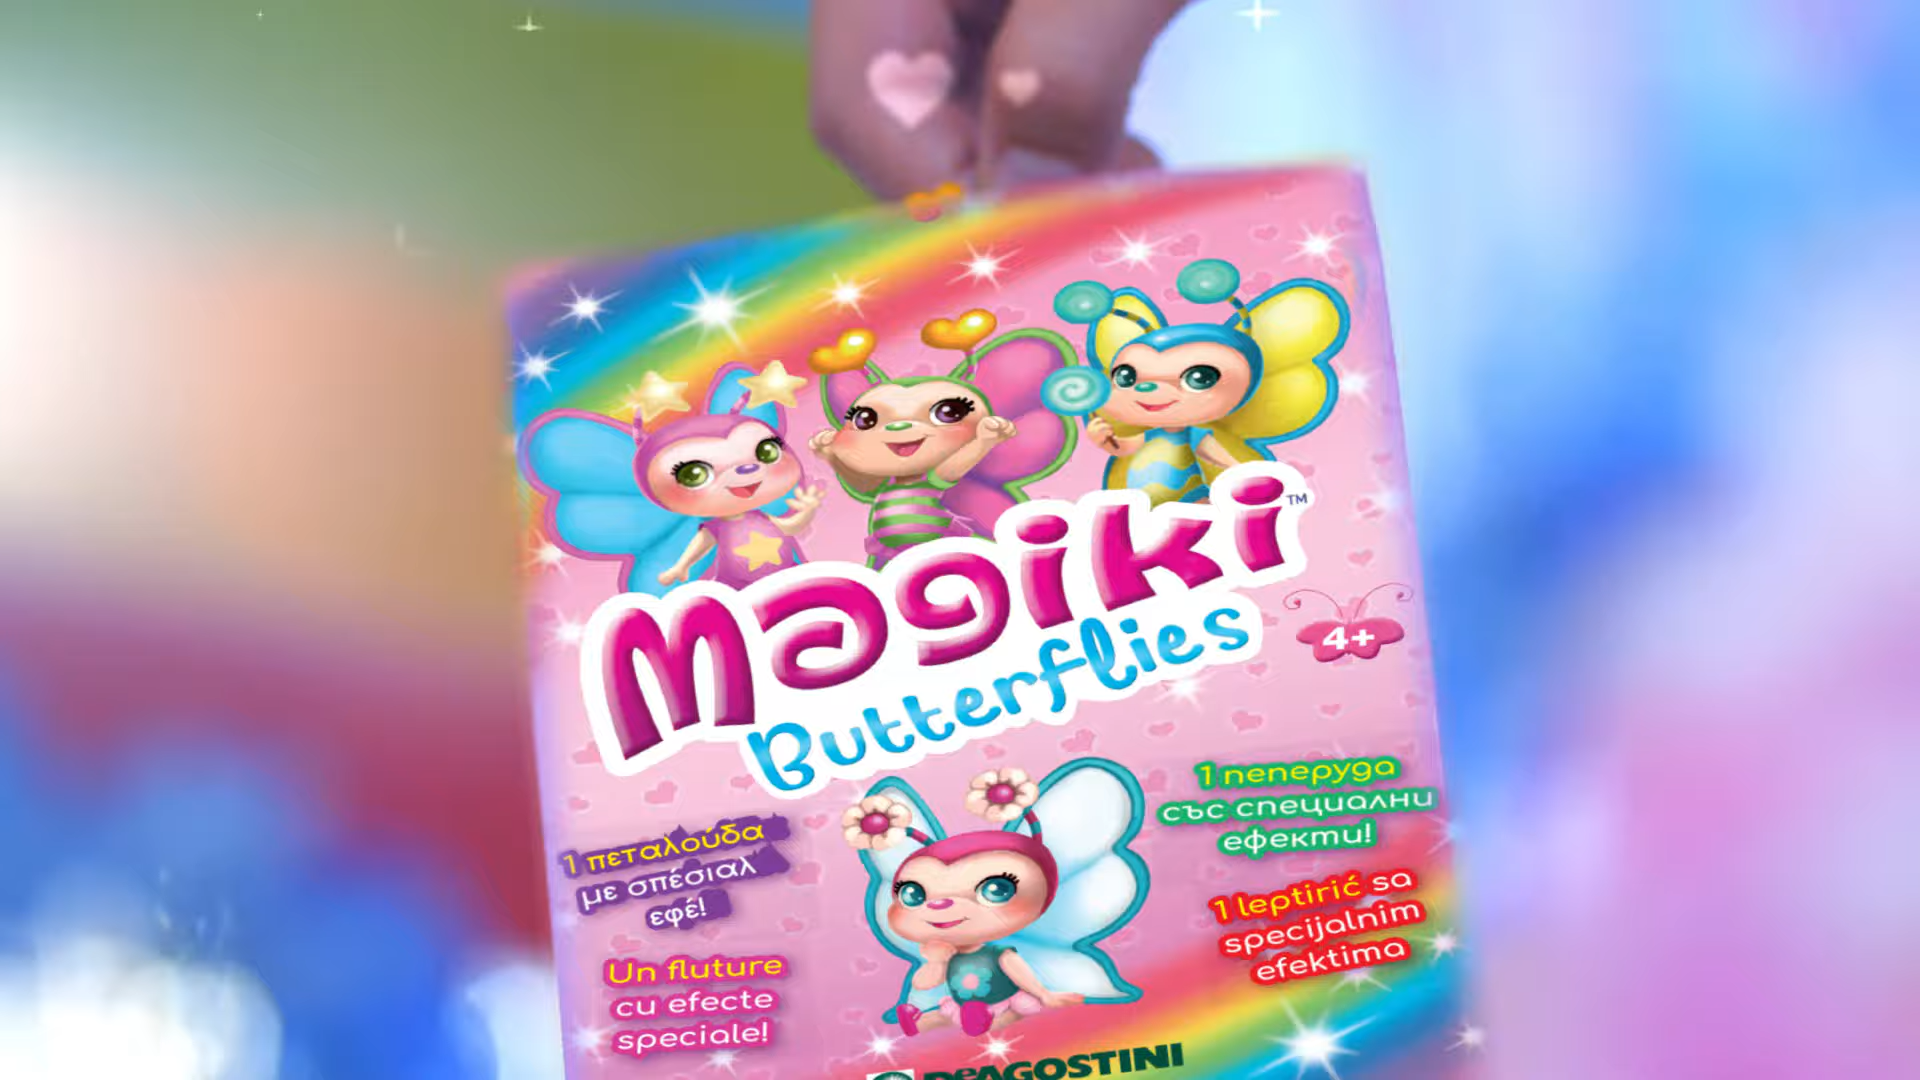 Magiki™
Butterflies
4+
1 πεταλούδα
με σπέσιαλ
εφέ!
Un fluture
cu efecte
speciale!
1 пеперуда
със специални
ефекти!
1 leptirić sa
specijalnim
efektima
DeAGOSTINI